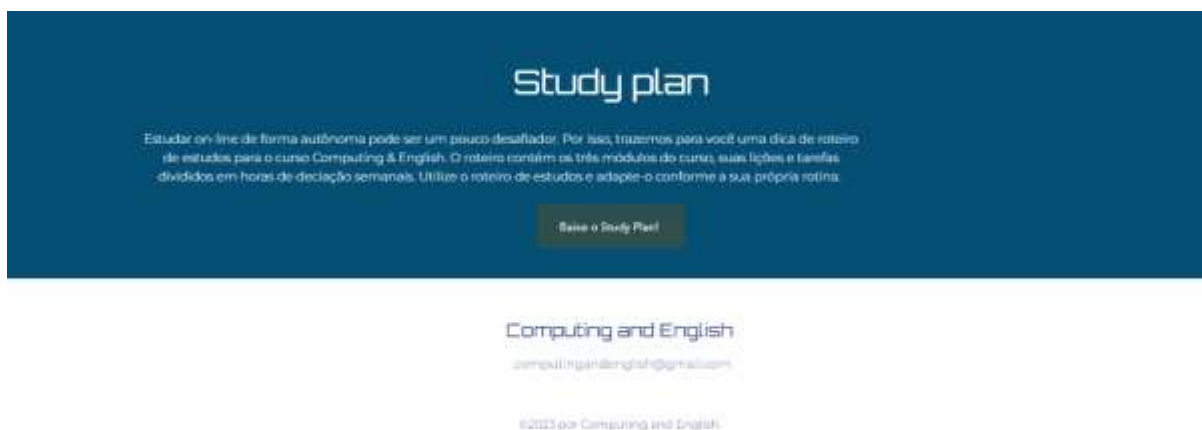 Study plan
Estudar on-line de forma autônoma pode ser um pouco desafiador. Por isso, trazemos para você uma dica de roteiro
de estudos para o curso Computing & English. O roteiro contém os três módulos do curso, suas lições e tarefas
divididos em horas de declação semanais. Utilize o roteiro de estudos e adapte-o conforme a sua própria rotina.
Baixe o Study Plan!
Computing and English
computingandenglish@gmail.com
©2023 por Computing and English.